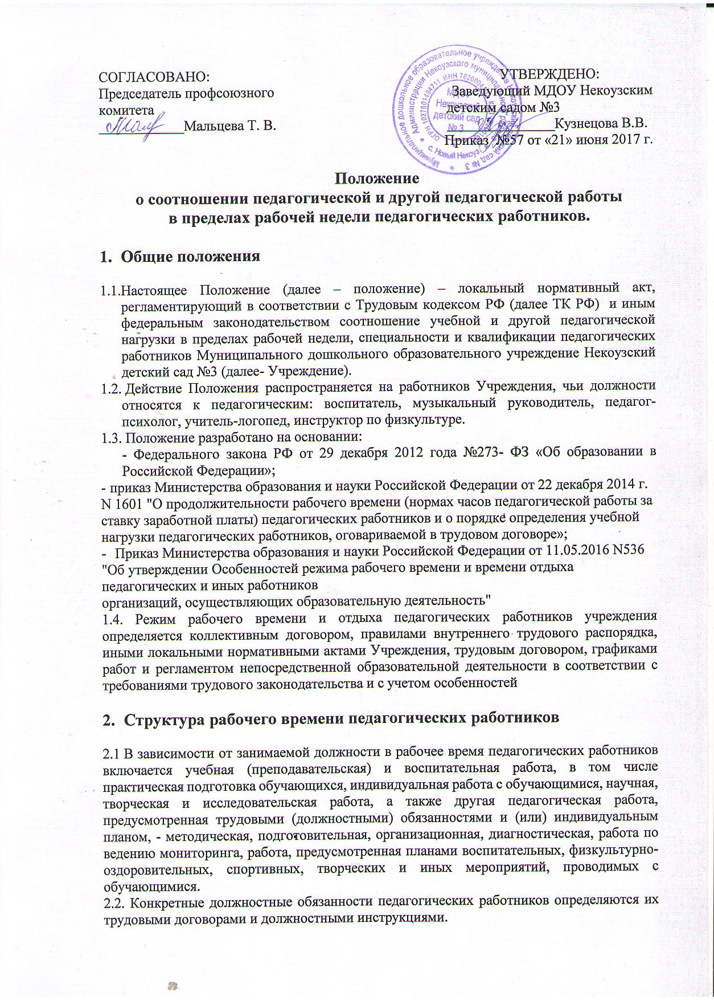 СОГЛАСОВАНО:
Председатель профсоюзного
комитета
____________Мальцева Т. В.
УТВЕРЖДЕНО:
Заведующий МДОУ Некоузским
детским садом №3
_______________Кузнецова В.В.
Приказ №57 от «21» июня 2017 г.
МДОУ
Некоузский
детский сад
№ 3
Положение
о соотношении педагогической и другой педагогической работы
в пределах рабочей недели педагогических работников.
1. Общие положения
1.1.Настоящее Положение (далее – положение) – локальный нормативный акт,
регламентирующий в соответствии с Трудовым кодексом РФ (далее ТК РФ) и иным
федеральным законодательством соотношение учебной и другой педагогической
нагрузки в пределах рабочей недели, специальности и квалификации педагогических
работников Муниципального дошкольного образовательного учреждение Некоузский
детский сад №3 (далее- Учреждение).
1.2. Действие Положения распространяется на работников Учреждения, чьи должности
относятся к педагогическим: воспитатель, музыкальный руководитель, педагог-
психолог, учитель-логопед, инструктор по физкультуре.
1.3. Положение разработано на основании:
- Федерального закона РФ от 29 декабря 2012 года №273- ФЗ «Об образовании в
Российской Федерации»;
- приказ Министерства образования и науки Российской Федерации от 22 декабря 2014 г.
N 1601 "О продолжительности рабочего времени (нормах часов педагогической работы за
ставку заработной платы) педагогических работников и о порядке определения учебной
нагрузки педагогических работников, оговариваемой в трудовом договоре»;
- Приказ Министерства образования и науки Российской Федерации от 11.05.2016 N536
"Об утверждении Особенностей режима рабочего времени и времени отдыха
педагогических и иных работников
организаций, осуществляющих образовательную деятельность"
1.4. Режим рабочего времени и отдыха педагогических работников учреждения
определяется коллективным договором, правилами внутреннего трудового распорядка,
иными локальными нормативными актами Учреждения, трудовым договором, графиками
работ и регламентом непосредственной образовательной деятельности в соответствии с
требованиями трудового законодательства и с учетом особенностей
2. Структура рабочего времени педагогических работников
2.1 В зависимости от занимаемой должности в рабочее время педагогических работников
включается учебная (преподавательская) и воспитательная работа, в том числе
практическая подготовка обучающихся, индивидуальная работа с обучающимися, научная,
творческая и исследовательская работа, а также другая педагогическая работа,
предусмотренная трудовыми (должностными) обязанностями и (или) индивидуальным
планом, - методическая, подготовительная, организационная, диагностическая, работа по
ведению мониторинга, работа, предусмотренная планами воспитательных, физкультурно-
оздоровительных, спортивных, творческих и иных мероприятий, проводимых с
обучающимися.
2.2. Конкретные должностные обязанности педагогических работников определяются их
трудовыми договорами и должностными инструкциями.